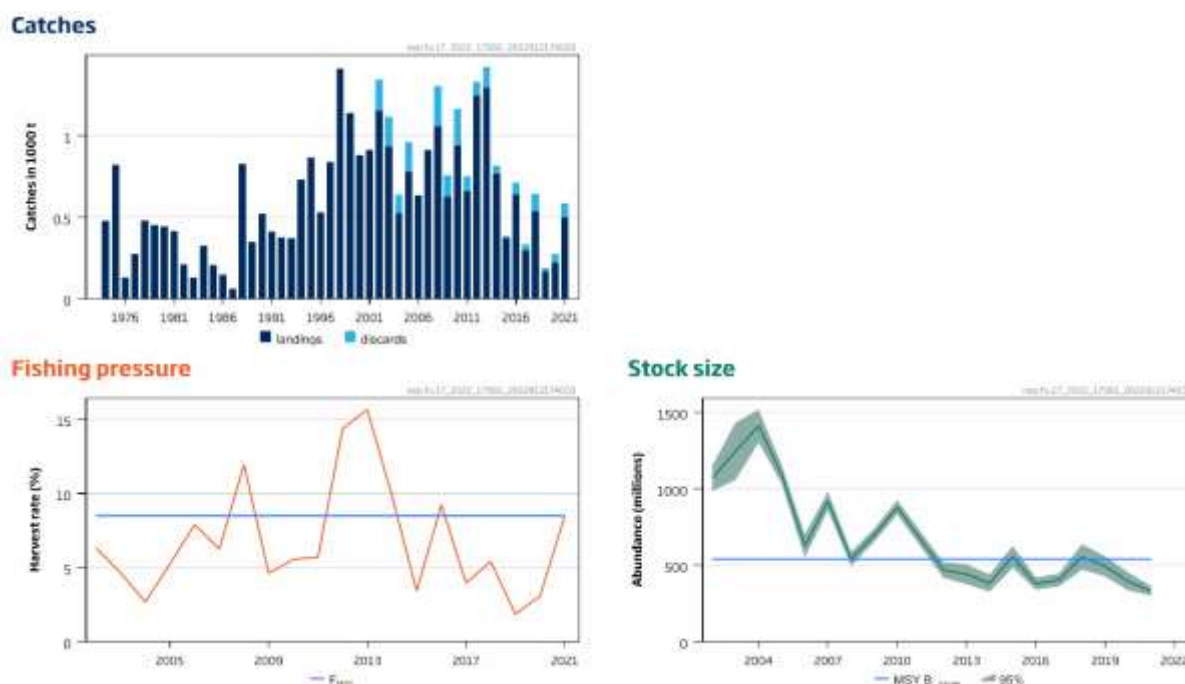 Catches
Catches in 1000 t
1
0.5
0
1976 1981 1986 1991 1996 2001 2006 2011 2016 2021
landings discards
Fishing pressure
Harvest rate (%)
15
10
5
0
2005 2009 2013 2017 2021
F
Stock size
Abundance (millions)
1500
1000
500
0
2004 2007 2010 2013 2016 2019 2022
MSY B 95%